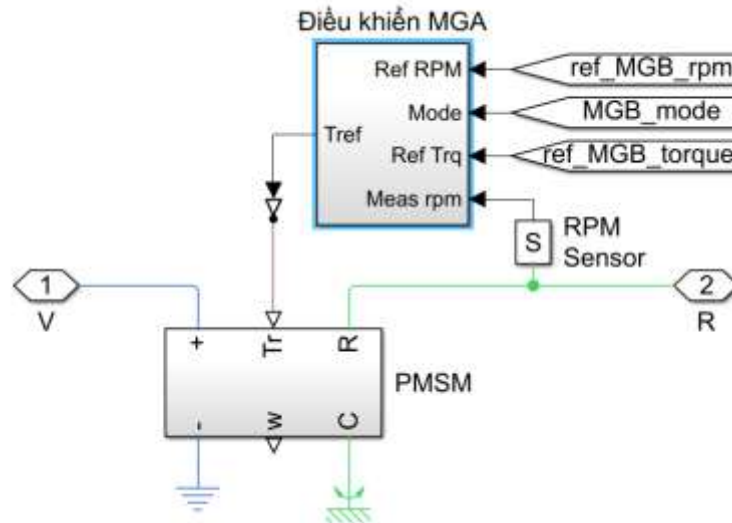 Điều khiển MGA
Ref RPM
ref_MGB_rpm
Mode
MGB_mode
Tref
Ref Trq
ref_MGB_torque
Meas rpm
S
RPM
Sensor
1
V
2
R
+
Tr
R
PMSM
-
w
C